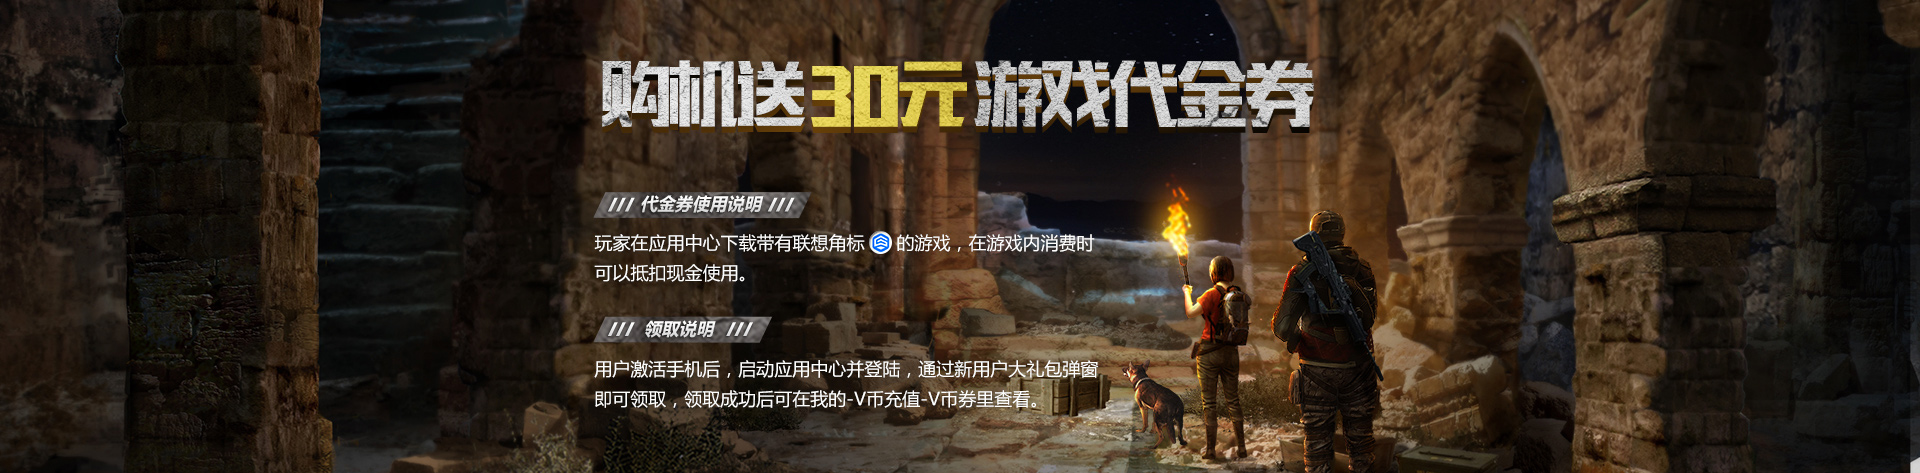 购机送30元游戏代金券
代金券使用说明
玩家在应用中心下载带有联想角标的游戏，在游戏内消费时
可以抵扣现金使用。
领取说明
用户激活手机后，启动应用中心并登陆，通过新用户大礼包弹窗
即可领取，领取成功后可在我的-V币充值-V币券里查看。